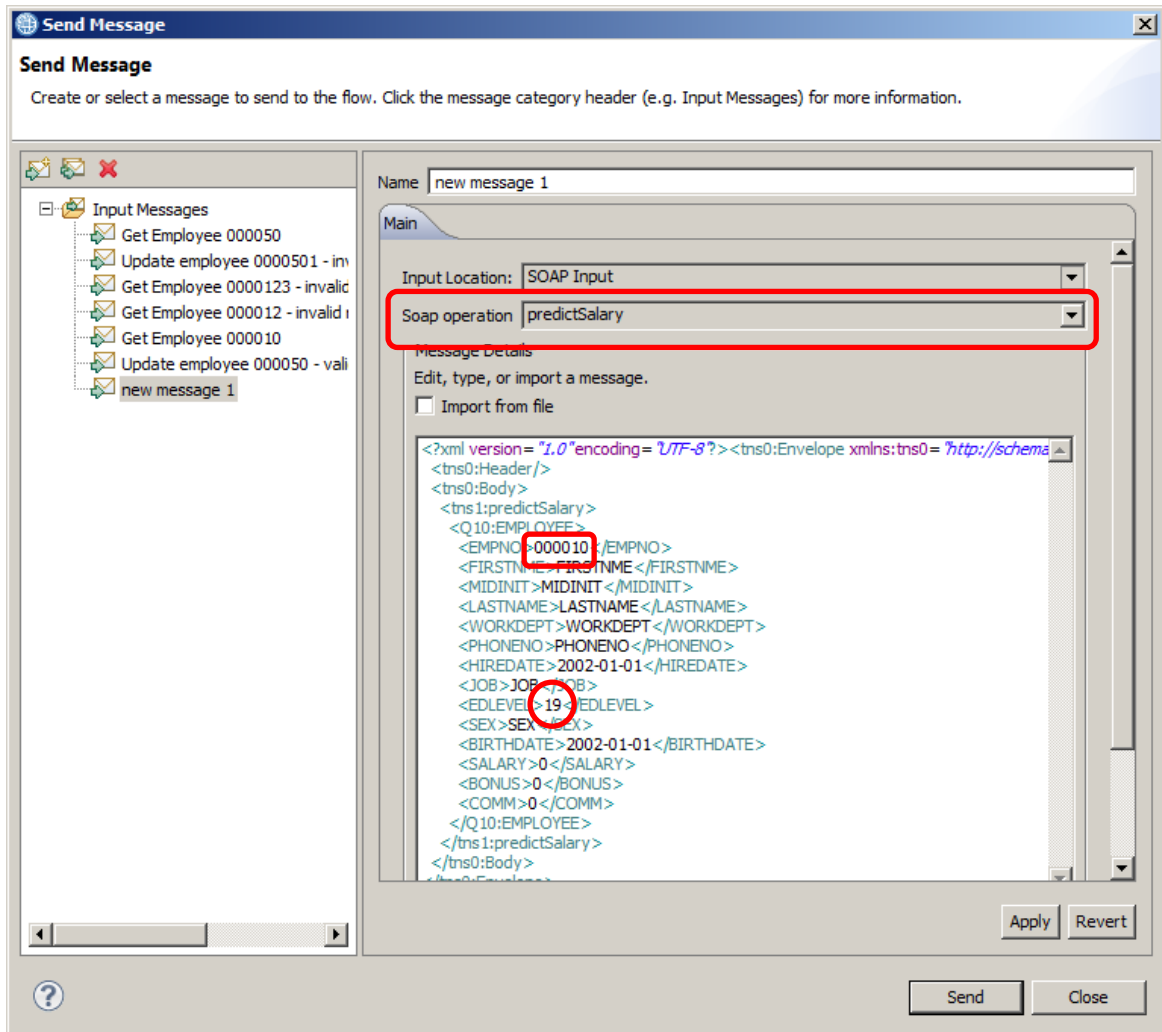 Send Message
Send Message
Create or select a message to send to the flow. Click the message category header (e.g. Input Messages) for more information.
Input Messages
Get Employee 000050
Update employee 0000501 - inv
Get Employee 0000123 - invalid
Get Employee 000012 - invalid
Get Employee 000010
Update employee 000050 - vali
new message 1
Name new message 1
Main
Input Location: SOAP Input
Soap operation predictSalary
Message Details
Edit, type, or import a message.
Import from file
<?xml version="1.0"encoding="UTF-8"?><tns0:Envelope xmlns:tns0="http://schema
<tns0:Header/>
<tns0:Body>
<tns1:predictSalary>
<Q10:EMPLOYEE>
<EMPNO>000010</EMPNO>
<FIRSTNME>FIRSTNME</FIRSTNME>
<MIDINIT>MIDINIT</MIDINIT>
<LASTNAME>LASTNAME</LASTNAME>
<WORKDEPT>WORKDEPT</WORKDEPT>
<PHONENO>PHONENO</PHONENO>
<HIREDATE>2002-01-01</HIREDATE>
<JOB>JOB</JOB>
<EDLEVEL>19</EDLEVEL>
<SEX>SEX</SEX>
<BIRTHDATE>2002-01-01</BIRTHDATE>
<SALARY>0</SALARY>
<BONUS>0</BONUS>
<COMM>0</COMM>
</Q10:EMPLOYEE>
</tns1:predictSalary>
</tns0:Body>
</tns0:Envelope>
Apply Revert
? Send Close